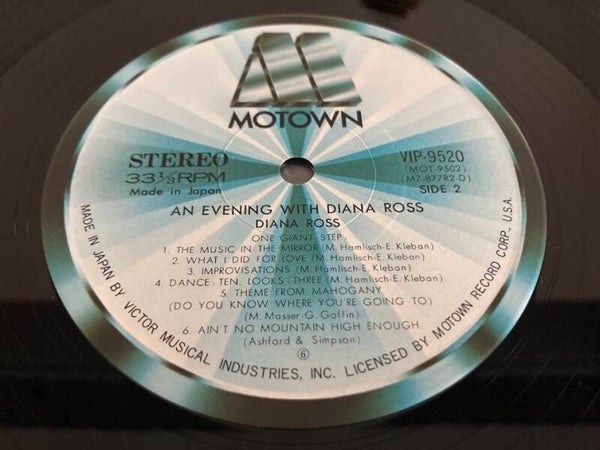 MOTOWN
STEREO
33 1/3 RPM
Made in Japan
VIP-9520
(MOT-9502)
(M7-877R2-D)
SIDE 2
AN EVENING WITH DIANA ROSS
DIANA ROSS
ONE GIANT STEP:
1. THE MUSIC IN THE MIRROR (M. Hamlisch-E. Kleban)
2. WHAT I DID FOR LOVE (M. Hamlisch-E. Kleban)
3. IMPROVISATIONS (M. Hamlisch-E. Kleban)
4. DANCE: TEN, LOOKS: THREE (M. Hamlisch-E. Kleban)
5. THEME FROM MAHOGANY
(DO YOU KNOW WHERE YOU'RE GOING TO)
(M. Masser-G. Goffin)
6. AIN'T NO MOUNTAIN HIGH ENOUGH
(Ashford & Simpson)
⑥
MADE IN JAPAN BY VICTOR MUSICAL INDUSTRIES, INC. LICENSED BY MOTOWN RECORD CORP., U.S.A.